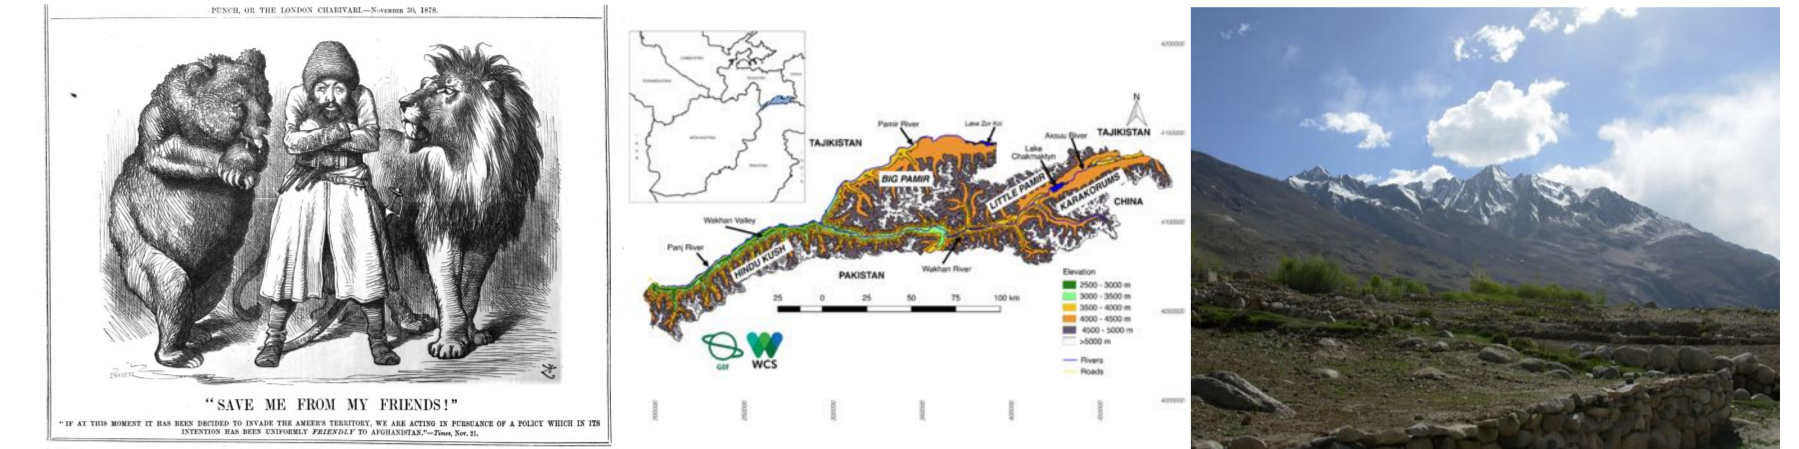 PUNCH, OR THE LONDON CHARIVARI.—NOVEMBER 30, 1878.
"SAVE ME FROM MY FRIENDS!"
"IF AT THIS MOMENT IT HAS BEEN DECIDED TO INVADE THE AMEER'S TERRITORY, WE ARE ACTING IN PURSUANCE OF A POLICY WHICH IN ITS
INTENTION HAS BEEN UNIFORMLY FRIENDLY TO AFGHANISTAN."—Times, Nov. 21.
TAJIKISTAN
Pamir River
Lake Zor Kol
Aksuu River
N
TAJIKISTAN
Lake
Chakmaktyn
BIG PAMIR
LITTLE PAMIR
KARAKORUMS
CHINA
Wakhan Valley
Panj River
HINDU KUSH
PAKISTAN
Wakhan River
25 0 25 50 75 100 km
Elevation
2500 - 3000 m
3000 - 3500 m
3500 - 4000 m
4000 - 4500 m
4500 - 5000 m
>5000 m
Rivers
Roads
GEF
WCS